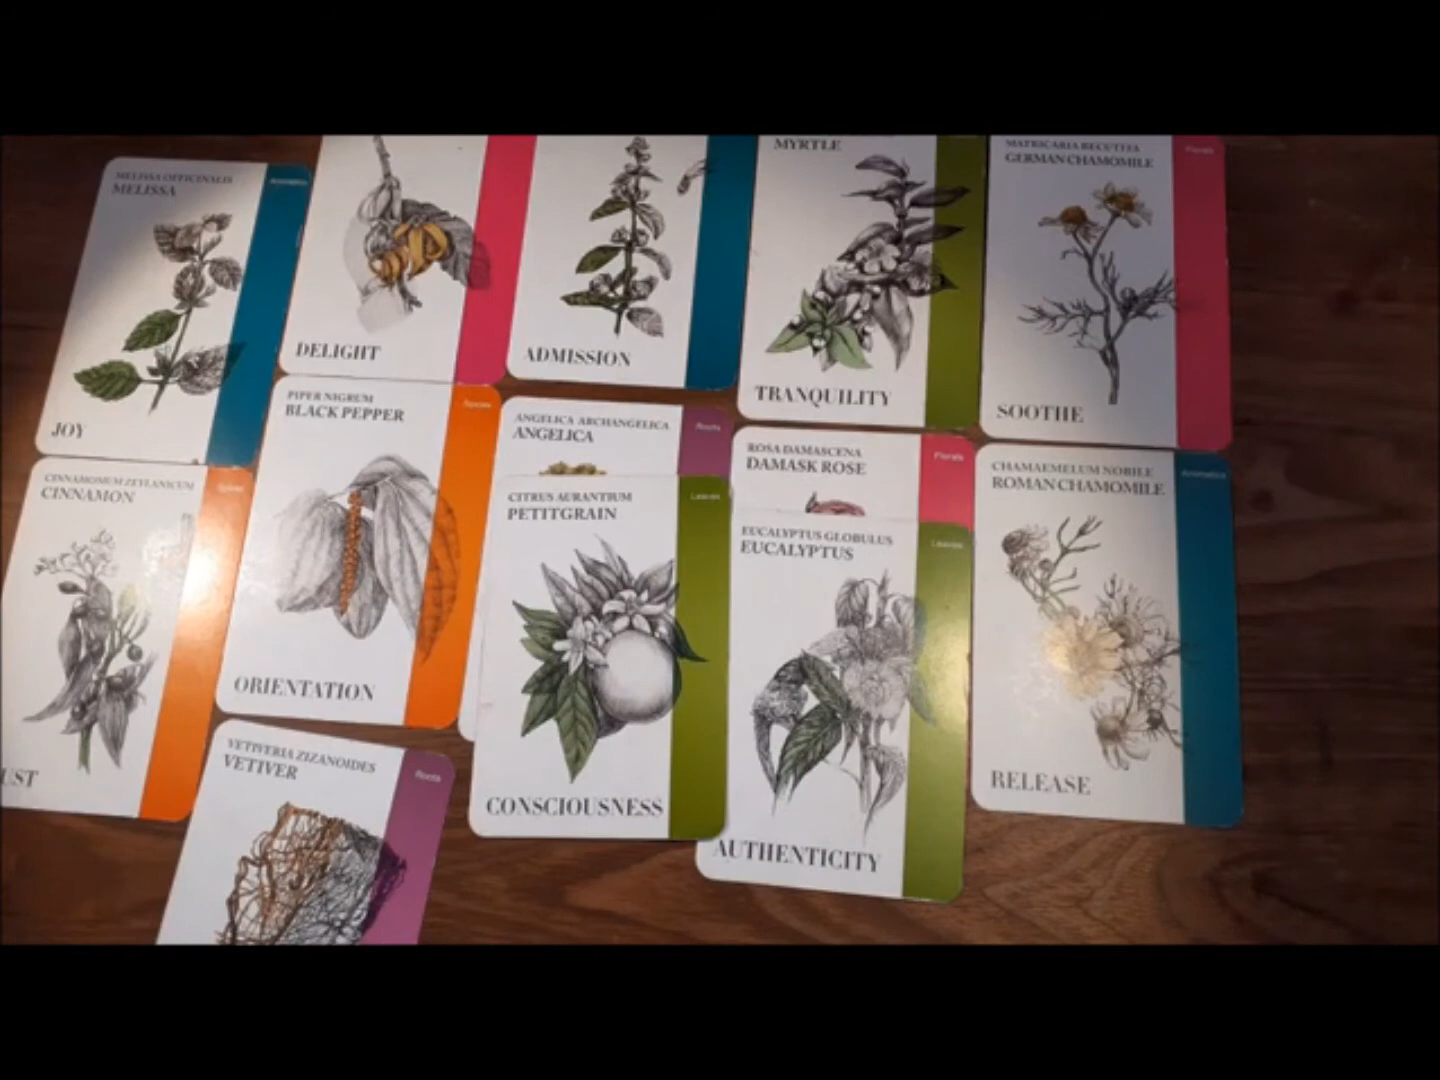 MELISSA OFFICINALIS
MELISSA
Aromatics
JOY
DELIGHT
ADMISSION
MYRTLE
TRANQUILITY
MATRICARIA RECUTITA
GERMAN CHAMOMILE
Florals
SOOTHE
CINNAMOMUM ZEYLANICUM
CINNAMON
Spices
UST
PIPER NIGRUM
BLACK PEPPER
Spices
ORIENTATION
ANGELICA ARCHANGELICA
ANGELICA
Roots
CITRUS AURANTIUM
PETITGRAIN
Leaves
CONSCIOUSNESS
ROSA DAMASCENA
DAMASK ROSE
Florals
EUCALYPTUS GLOBULUS
EUCALYPTUS
Leaves
AUTHENTICITY
CHAMAEMELUM NOBILE
ROMAN CHAMOMILE
Aromatics
RELEASE
VETIVERIA ZIZANOIDES
VETIVER
Roots